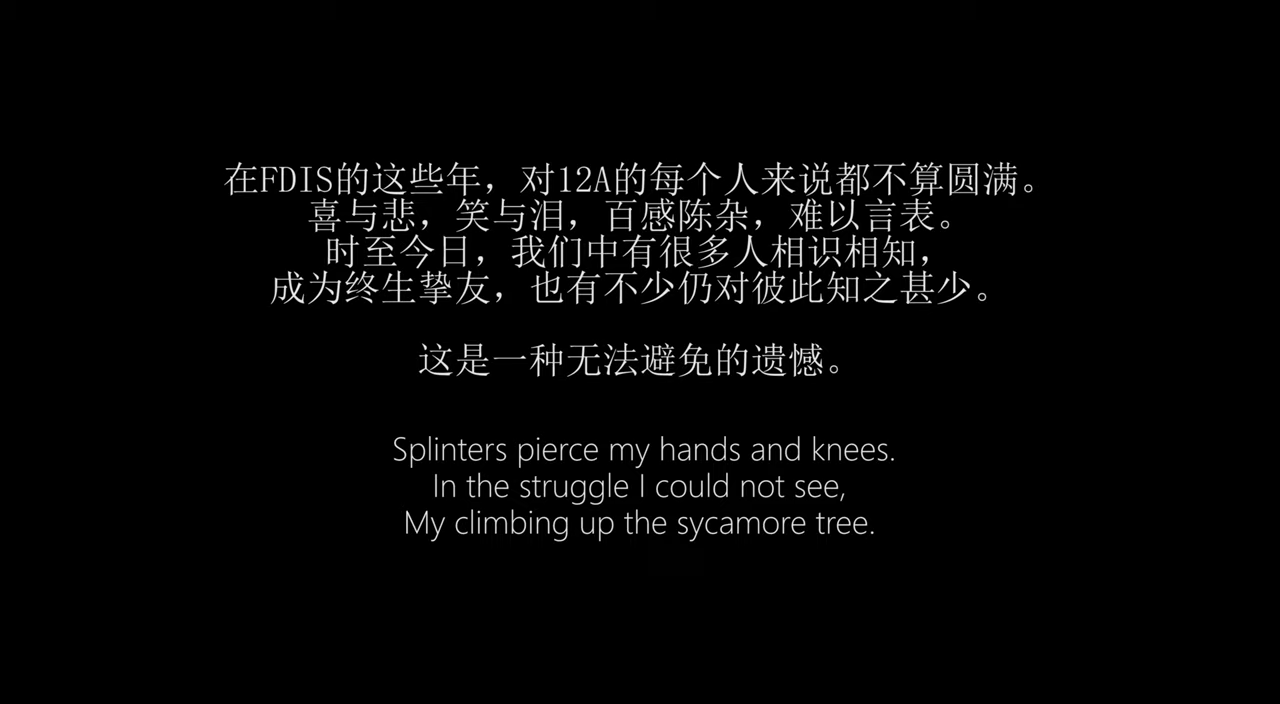 在FDIS的这些年，对12A的每个人来说都不算圆满。
喜与悲，笑与泪，百感陈杂，难以言表。
时至今日，我们中有很多人相识相知，
成为终生挚友，也有不少仍对彼此知之甚少。
这是一种无法避免的遗憾。
Splinters pierce my hands and knees.
In the struggle I could not see,
My climbing up the sycamore tree.